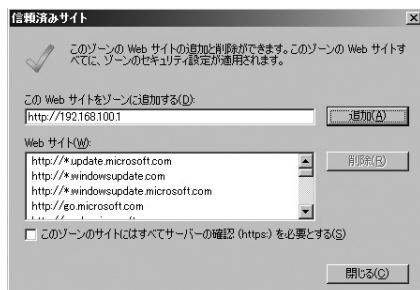 信頼済みサイト
このゾーンの Web サイトの追加と削除ができます。このゾーンの Web サイトす
べてに、ゾーンのセキュリティ設定が適用されます。
この Web サイトをゾーンに追加する(D):
http://192.168.100.1
追加(A)
Web サイト(W):
http://*.update.microsoft.com
削除(R)
http://*.windowsupdate.com
http://*.windowsupdate.microsoft.com
http://go.microsoft.com
このゾーンのサイトにはすべてサーバーの確認 (https:) を必要とする(S)
閉じる(C)